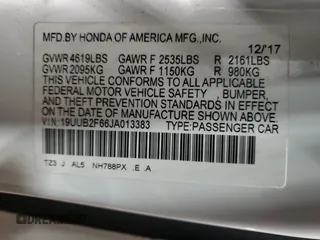 MFD.BY HONDA OF AMERICA MFG.,INC. 12/17
GVWR 4619LBS GAWR F 2535LBS R 2161LBS
GVWR 2095KG GAWR F 1150KG R 980KG
THIS VEHICLE CONFORMS TO ALL APPLICABLE
FEDERAL MOTOR VEHICLE SAFETY ,BUMPER
AND THEFT PREVENTION STANDARDS IN EFFECT
ON THE DATE OF MANUFACTURE SHOWN ABOVE.
VIN:19UUB2F66JA013383 TYPE:PASSENGER CAR
TZ3 J AL5 NH788PX .E .A